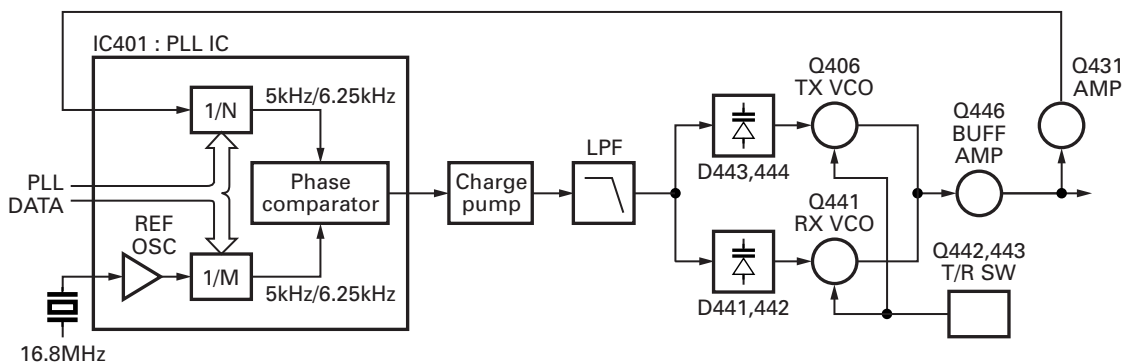 IC401 : PLL IC
1/N
5kHz/6.25kHz
PLL
DATA
REF
OSC
1/M
5kHz/6.25kHz
16.8MHz
Phase
comparator
Charge
pump
LPF
D443,444
Q406
TX VCO
D441,442
Q441
RX VCO
Q446
BUFF
AMP
Q431
AMP
Q442,443
T/R SW